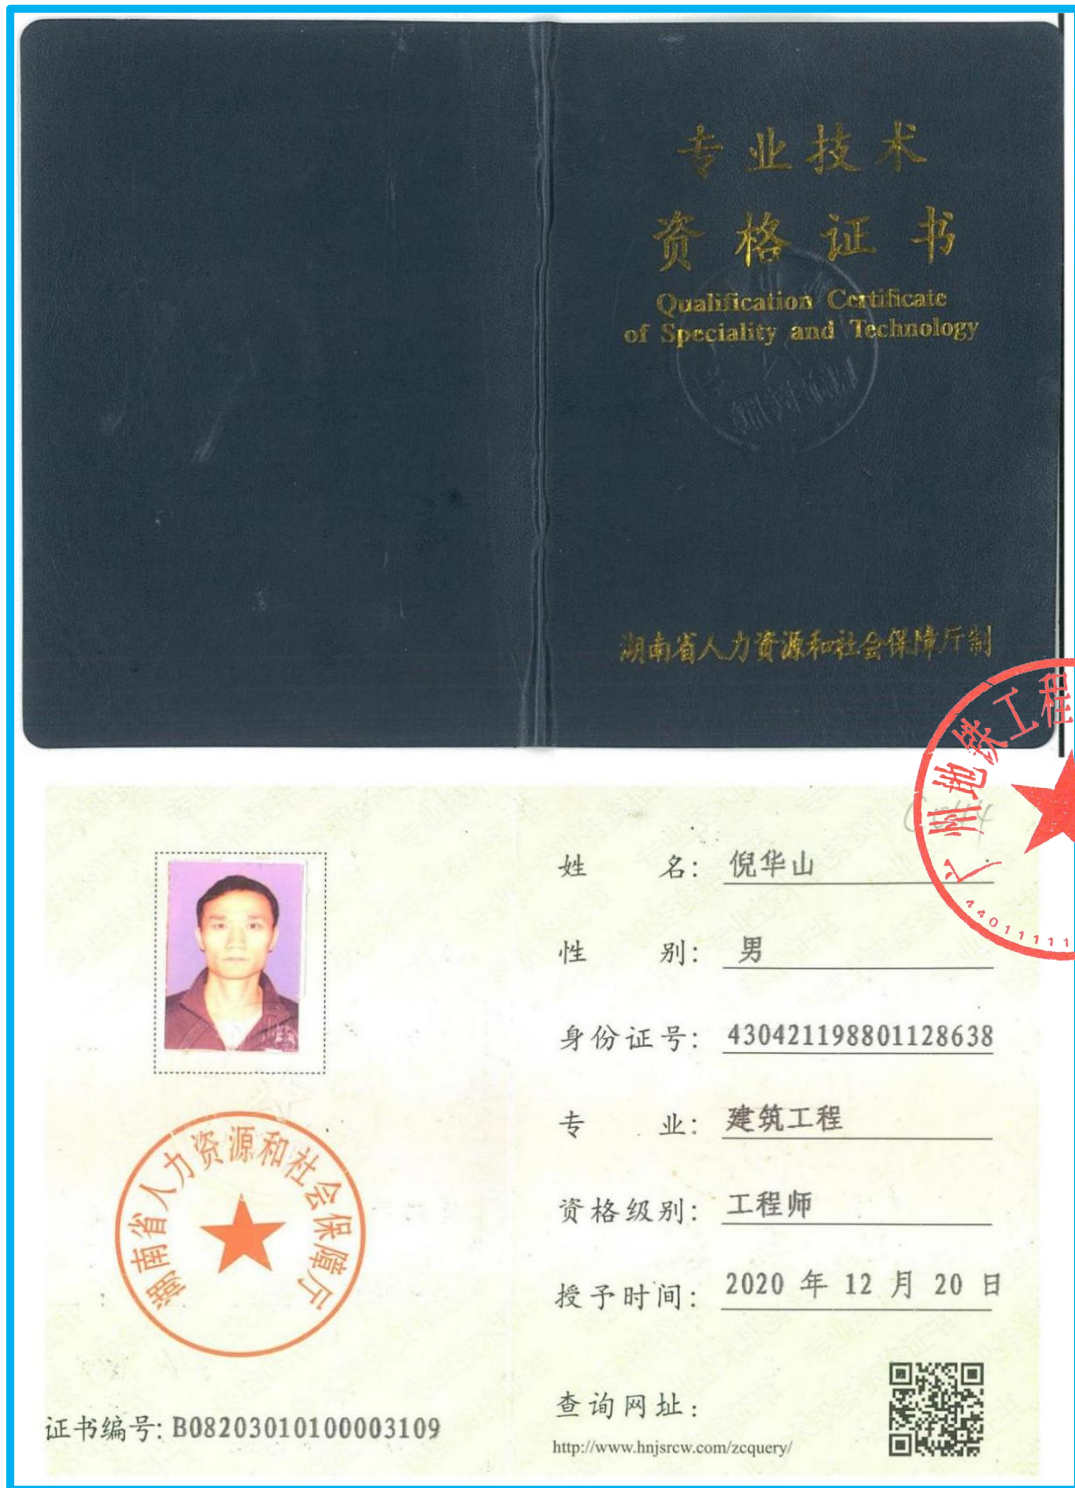 专业技术
资格证书
Qualification Certificate
of Speciality and Technology
湖南省人力资源和社会保障厅制
广州地铁工程
44011111
姓 名: 倪华山
性 别: 男
身份证号: 430421198801128638
专 业: 建筑工程
资格级别: 工程师
授予时间: 2020 年 12 月 20 日
湖南省人力资源和社会保障厅
证书编号: B08203010100003109
查询网址:
http://www.hnjsrcw.com/zcquery/